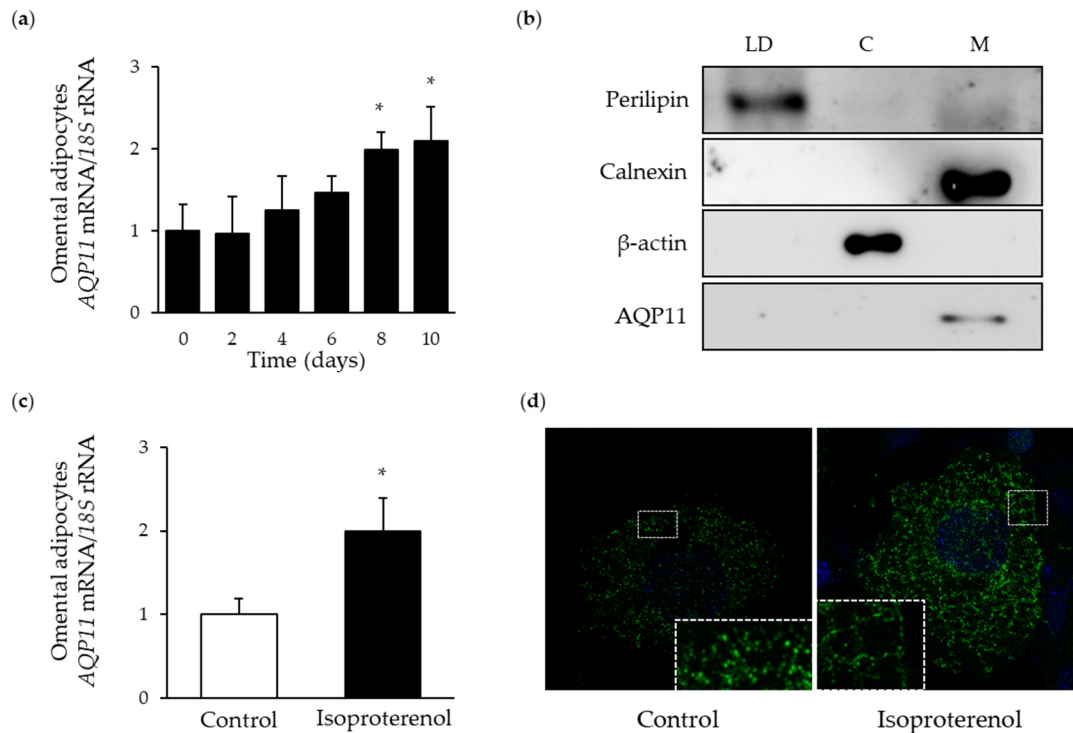 (a)
Omental adipocytes
AQP11 mRNA/18S rRNA
3
2
1
0
*
*
0 2 4 6 8 10
Time (days)
(b)
LD C M
Perilipin
Calnexin
β-actin
AQP11
(c)
Omental adipocytes
AQP11 mRNA/18S rRNA
3
2
1
0
*
Control Isoproterenol
(d)
Control Isoproterenol